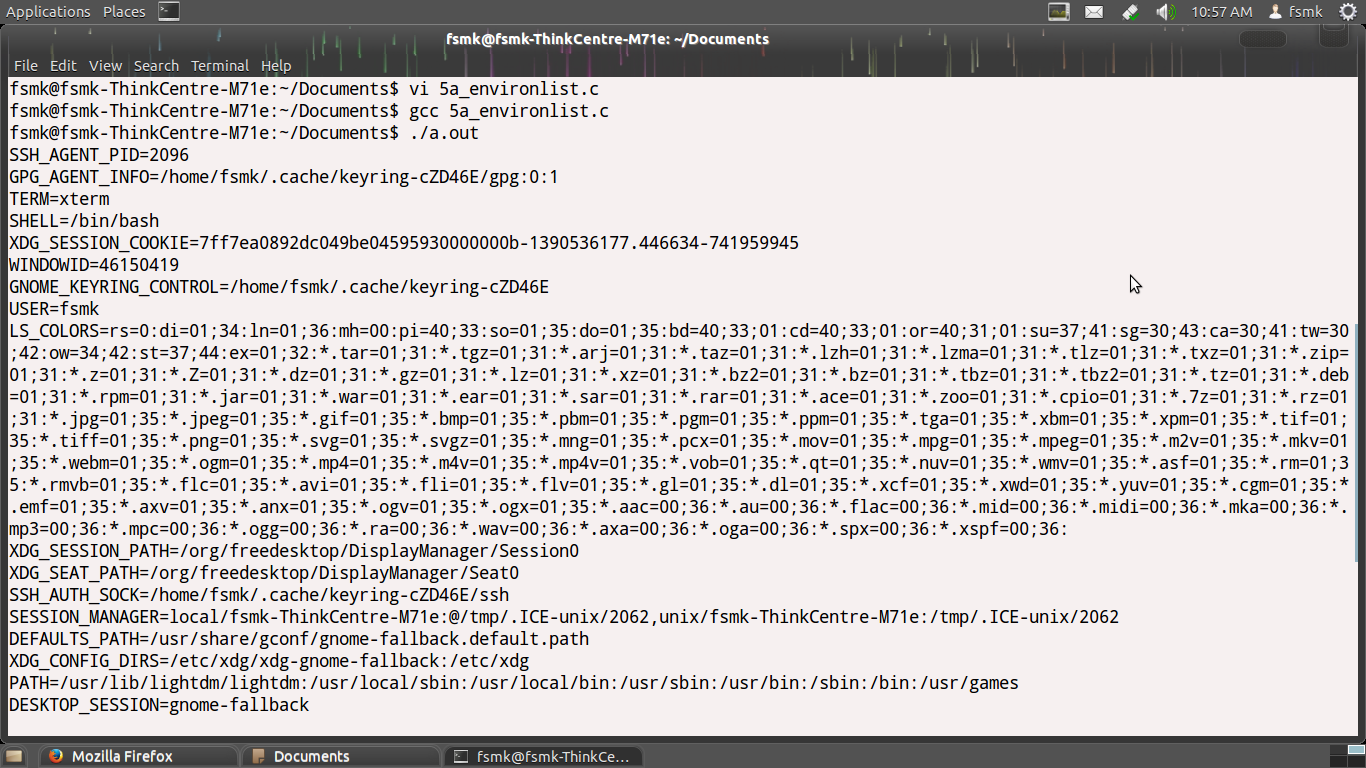 Applications Places 10:57 AM fsmk
fsmk@fsmk-ThinkCentre-M71e: ~/Documents
File Edit View Search Terminal Help
fsmk@fsmk-ThinkCentre-M71e:~/Documents$ vi 5a_environlist.c
fsmk@fsmk-ThinkCentre-M71e:~/Documents$ gcc 5a_environlist.c
fsmk@fsmk-ThinkCentre-M71e:~/Documents$ ./a.out
SSH_AGENT_PID=2096
GPG_AGENT_INFO=/home/fsmk/.cache/keyring-cZD46E/gpg:0:1
TERM=xterm
SHELL=/bin/bash
XDG_SESSION_COOKIE=7ff7ea0892dc049be04595930000000b-1390536177.446634-741959945
WINDOWID=46150419
GNOME_KEYRING_CONTROL=/home/fsmk/.cache/keyring-cZD46E
USER=fsmk
LS_COLORS=rs=0:di=01;34:ln=01;36:mh=00:pi=40;33:so=01;35:do=01;35:bd=40;33;01:cd=40;33;01:or=40;31;01:su=37;41:sg=30;43:ca=30;41:tw=30
;42:ow=34;42:st=37;44:ex=01;32:*.tar=01;31:*.tgz=01;31:*.arj=01;31:*.taz=01;31:*.lzh=01;31:*.lzma=01;31:*.tlz=01;31:*.txz=01;31:*.zip=
01;31:*.z=01;31:*.Z=01;31:*.dz=01;31:*.gz=01;31:*.lz=01;31:*.xz=01;31:*.bz2=01;31:*.bz=01;31:*.tbz=01;31:*.tbz2=01;31:*.tz=01;31:*.deb
=01;31:*.rpm=01;31:*.jar=01;31:*.war=01;31:*.ear=01;31:*.sar=01;31:*.rar=01;31:*.ace=01;31:*.zoo=01;31:*.cpio=01;31:*.7z=01;31:*.rz=01
;31:*.jpg=01;35:*.jpeg=01;35:*.gif=01;35:*.bmp=01;35:*.pbm=01;35:*.pgm=01;35:*.ppm=01;35:*.tga=01;35:*.xbm=01;35:*.xpm=01;35:*.tif=01;
35:*.tiff=01;35:*.png=01;35:*.svg=01;35:*.svgz=01;35:*.mng=01;35:*.pcx=01;35:*.mov=01;35:*.mpg=01;35:*.mpeg=01;35:*.m2v=01;35:*.mkv=01
;35:*.webm=01;35:*.ogm=01;35:*.mp4=01;35:*.m4v=01;35:*.mp4v=01;35:*.vob=01;35:*.qt=01;35:*.nuv=01;35:*.wmv=01;35:*.asf=01;35:*.rm=01;3
5:*.rmvb=01;35:*.flc=01;35:*.avi=01;35:*.fli=01;35:*.flv=01;35:*.gl=01;35:*.dl=01;35:*.xcf=01;35:*.xwd=01;35:*.yuv=01;35:*.cgm=01;35:*
.emf=01;35:*.axv=01;35:*.anx=01;35:*.ogv=01;35:*.ogx=01;35:*.aac=00;36:*.au=00;36:*.flac=00;36:*.mid=00;36:*.midi=00;36:*.mka=00;36:*.
mp3=00;36:*.mpc=00;36:*.ogg=00;36:*.ra=00;36:*.wav=00;36:*.axa=00;36:*.oga=00;36:*.spx=00;36:*.xspf=00;36:
XDG_SESSION_PATH=/org/freedesktop/DisplayManager/Session0
XDG_SEAT_PATH=/org/freedesktop/DisplayManager/Seat0
SSH_AUTH_SOCK=/home/fsmk/.cache/keyring-cZD46E/ssh
SESSION_MANAGER=local/fsmk-ThinkCentre-M71e:@/tmp/.ICE-unix/2062,unix/fsmk-ThinkCentre-M71e:/tmp/.ICE-unix/2062
DEFAULTS_PATH=/usr/share/gconf/gnome-fallback.default.path
XDG_CONFIG_DIRS=/etc/xdg/xdg-gnome-fallback:/etc/xdg
PATH=/usr/lib/lightdm/lightdm:/usr/local/sbin:/usr/local/bin:/usr/sbin:/usr/bin:/sbin:/bin:/usr/games
DESKTOP_SESSION=gnome-fallback
Mozilla Firefox Documents fsmk@fsmk-ThinkCe...